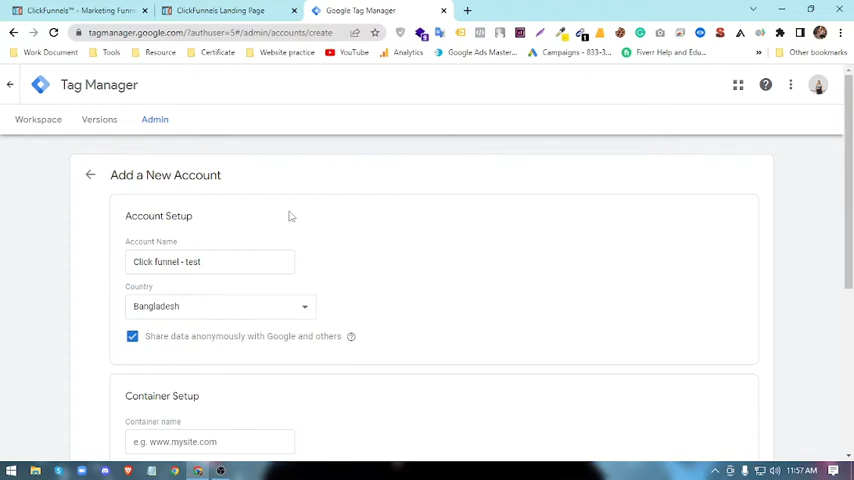 ClickFunnels™ - Marketing Funne
ClickFunnels Landing Page
Google Tag Manager
tagmanager.google.com/?authuser=5#/admin/accounts/create
Work Document
Tools
Resource
Certificate
Website practice
YouTube
Analytics
Google Ads Master...
Campaigns - 833-3...
Fiverr Help and Edu...
»
Other bookmarks
Tag Manager
Workspace
Versions
Admin
Add a New Account
Account Setup
Account Name
Click funnel - test
Country
Bangladesh
Share data anonymously with Google and others
Container Setup
Container name
e.g. www.mysite.com
11:57 AM